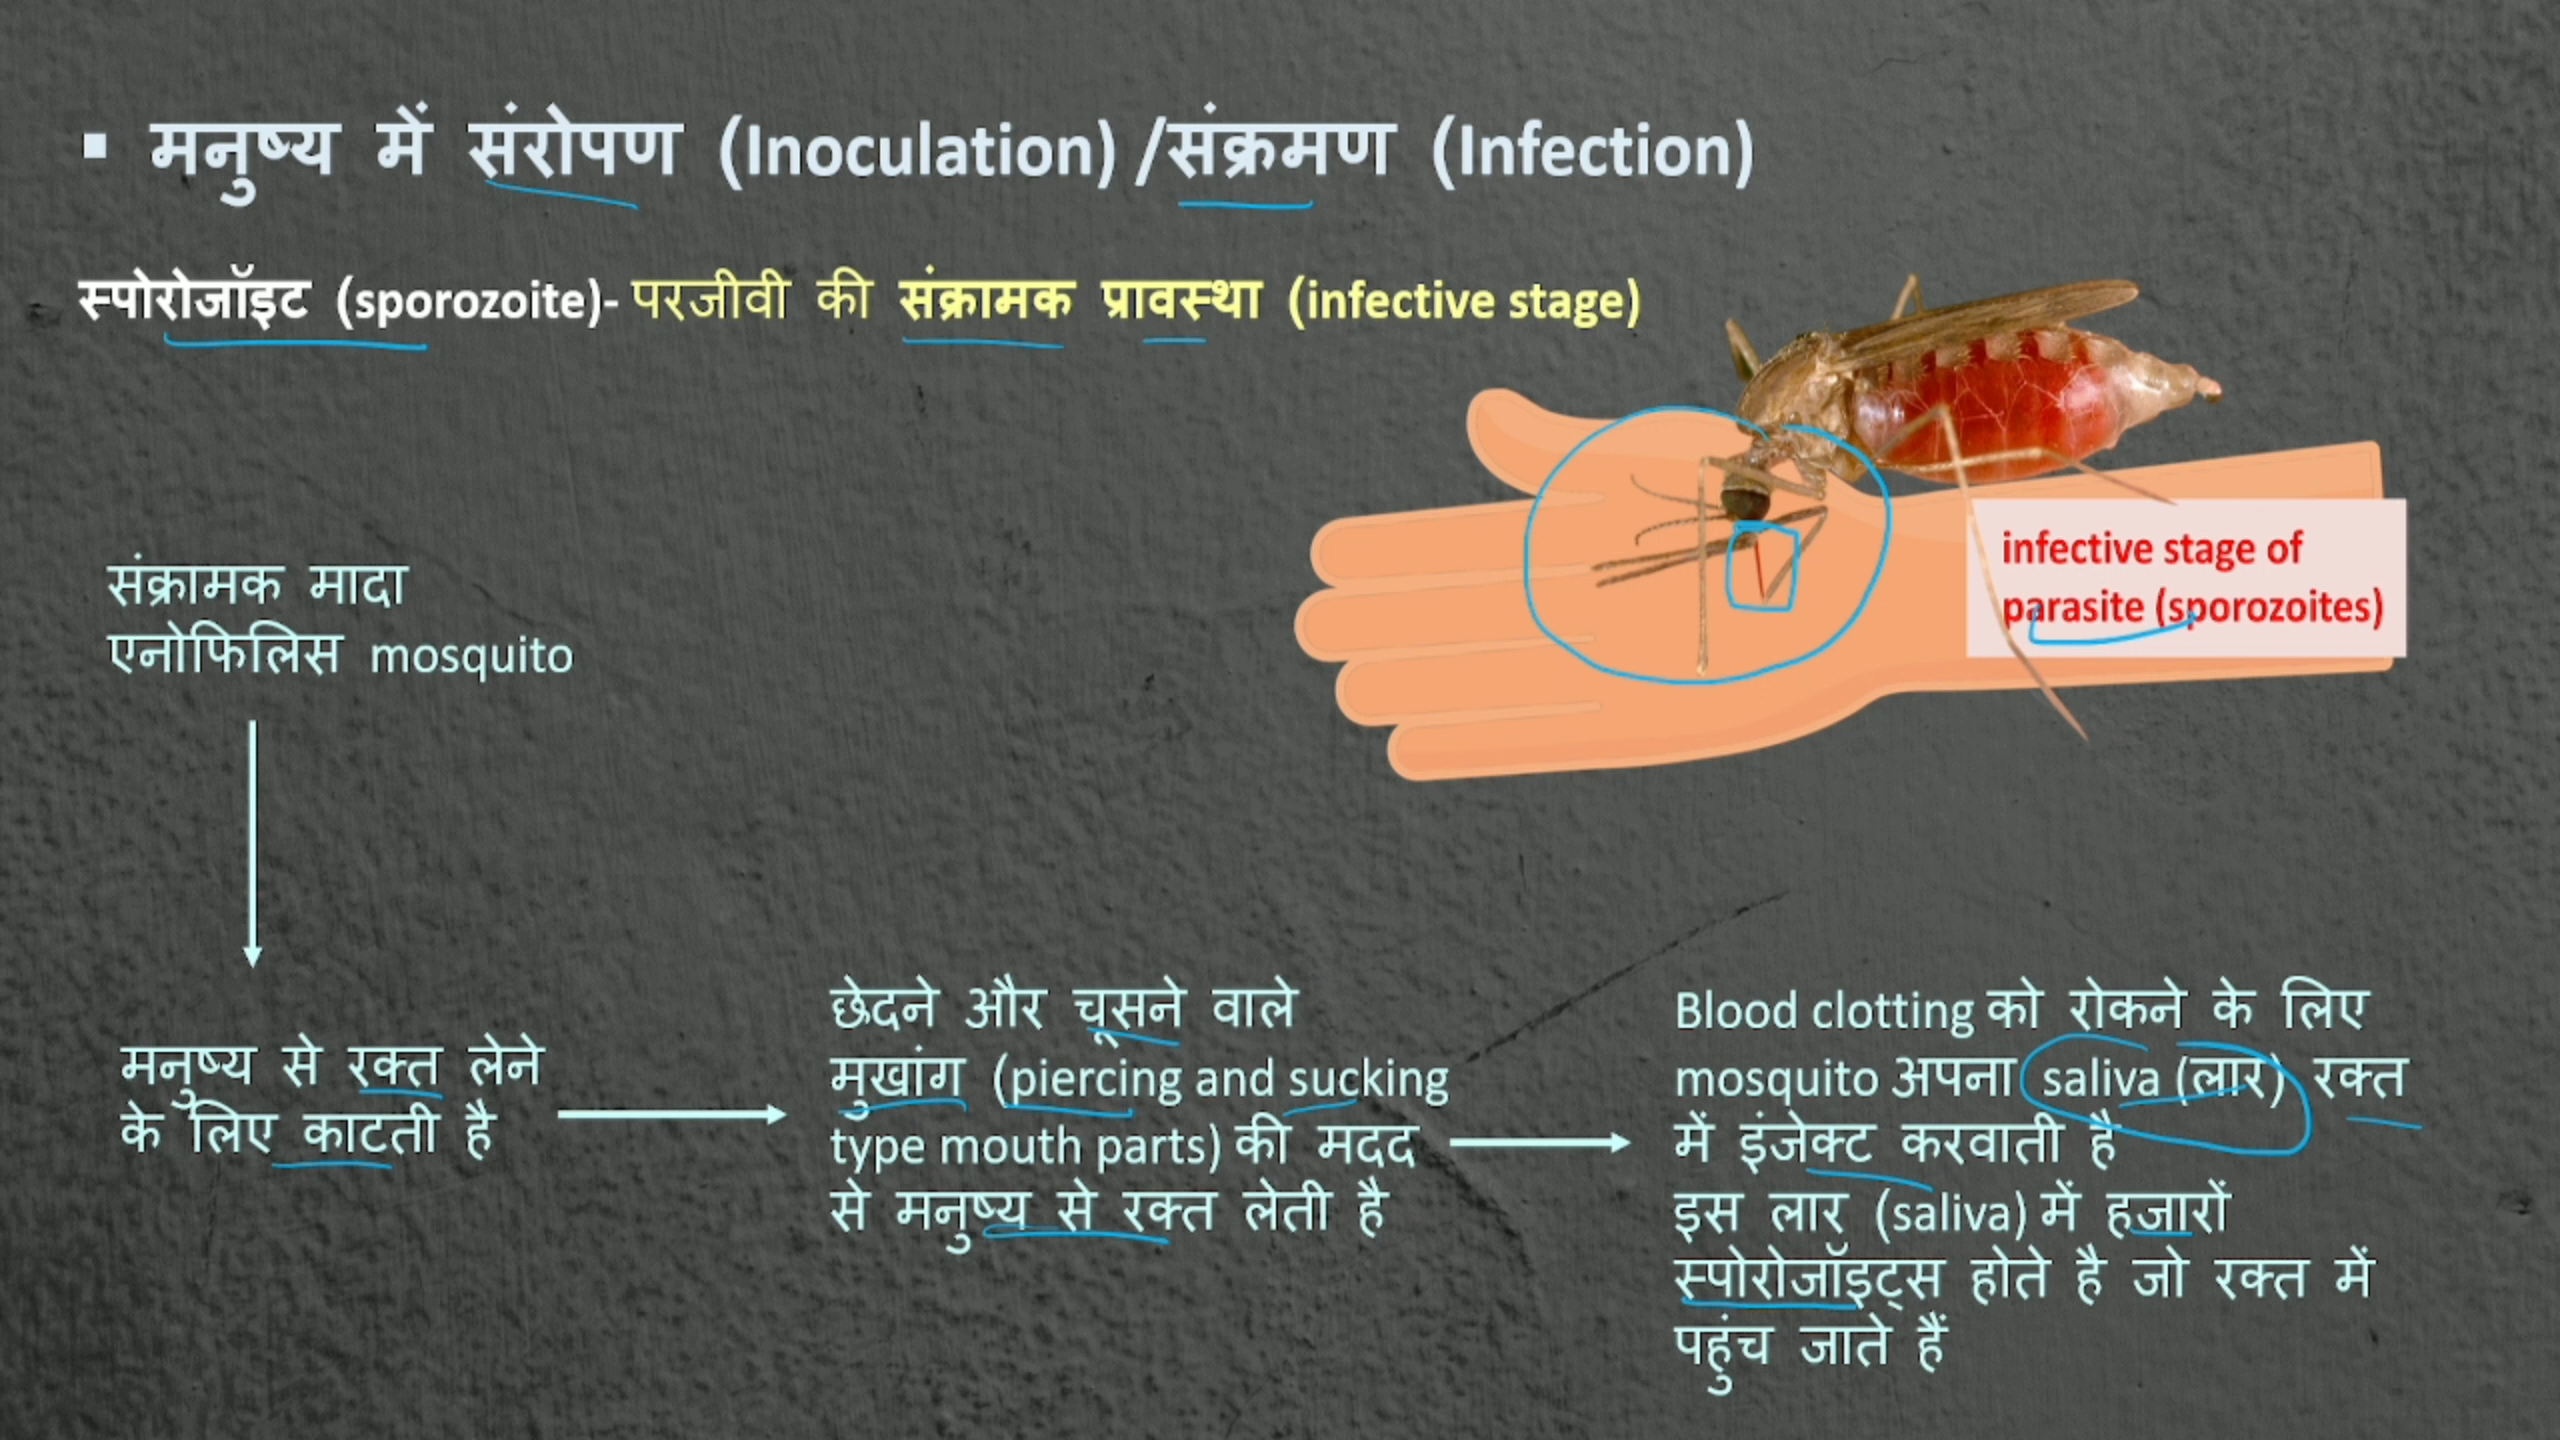 ▪ मनुष्य में संरोपण (Inoculation) /संक्रमण (Infection)
स्पोरोजॉइट (sporozoite)- परजीवी की संक्रामक प्रावस्था (infective stage)
infective stage of
parasite (sporozoites)
संक्रामक मादा
एनोफिलिस mosquito
मनुष्य से रक्त लेने
के लिए काटती है
छेदने और चूसने वाले
मुखांग (piercing and sucking
type mouth parts) की मदद
से मनुष्य से रक्त लेती है
Blood clotting को रोकने के लिए
mosquito अपना saliva (लार) रक्त
में इंजेक्ट करवाती है
इस लार (saliva) में हजारों
स्पोरोजॉइट्स होते है जो रक्त में
पहुंच जाते हैं